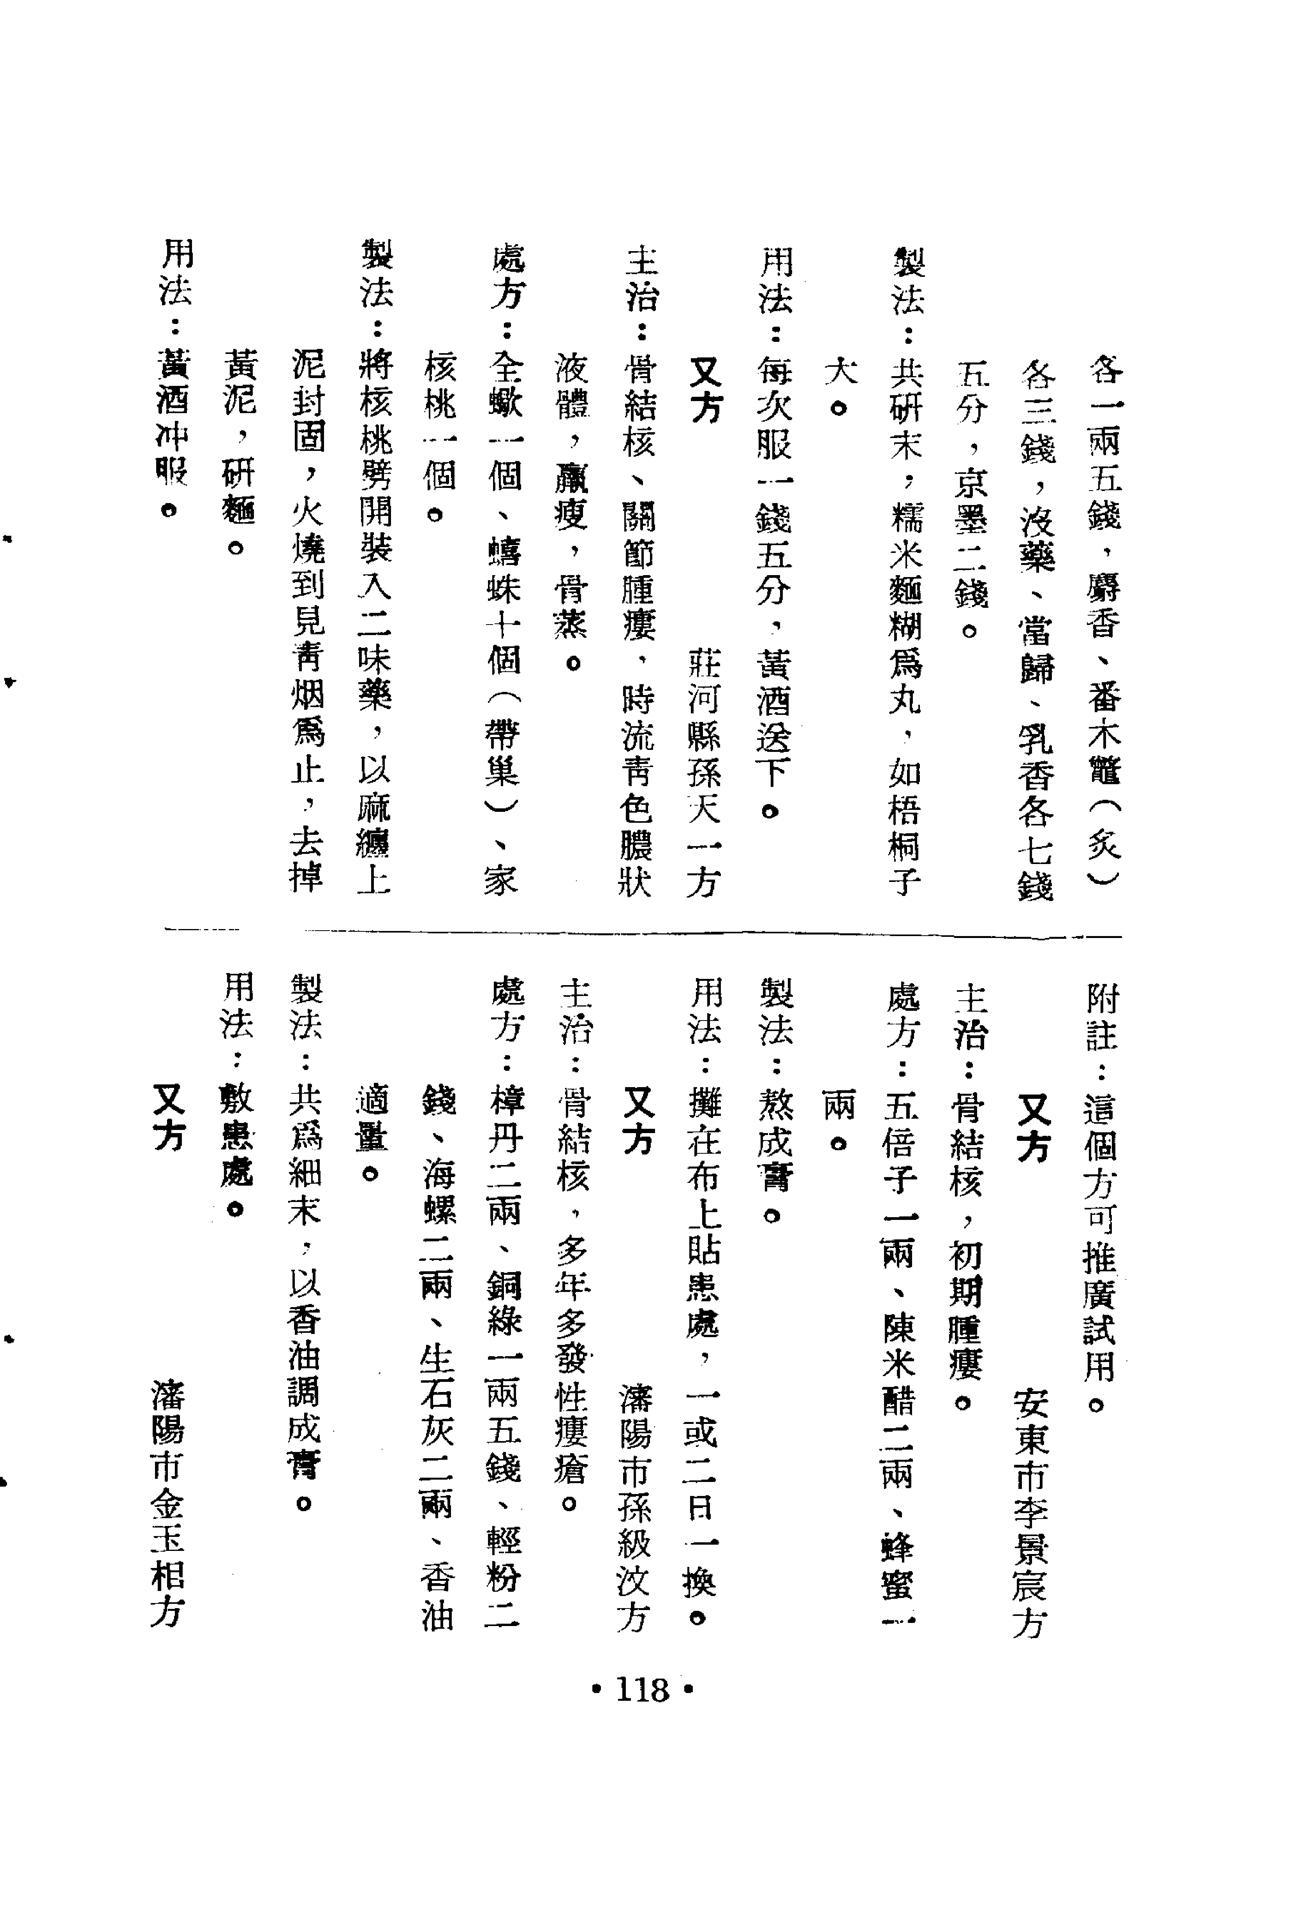 各一兩五錢，麝香、番木鼈（炙）
各三錢，沒藥、當歸、乳香各七錢
五分，京墨二錢。
製法：共研末，糯米麵糊爲丸，如梧桐子
大。
用法：每次服一錢五分，黃酒送下。
又方　莊河縣孫天一方
主治：骨結核、關節腫瘻，時流靑色膿狀
液體，羸瘦，骨蒸。
處方：全蠍一個、蟢蛛十個（帶巢）、家
核桃一個。
製法：將核桃劈開裝入二味藥，以麻纏上
泥封固，火燒到見靑烟爲止，去掉
黃泥，研麵。
用法：黃酒冲服。
附註：這個方可推廣試用。
又方　安東市李景宸方
主治：骨結核，初期腫瘻。
處方：五倍子一兩、陳米醋二兩、蜂蜜一
兩。
製法：熬成膏。
用法：攤在布上貼患處，一或二日一換。
又方　瀋陽市孫級汶方
主治：骨結核，多年多發性瘻瘡。
處方：樟丹二兩、銅綠一兩五錢、輕粉二
錢、海螺二兩、生石灰二兩、香油
適量。
製法：共爲細末，以香油調成膏。
用法：敷患處。
又方　瀋陽市金玉相方
• 118 •